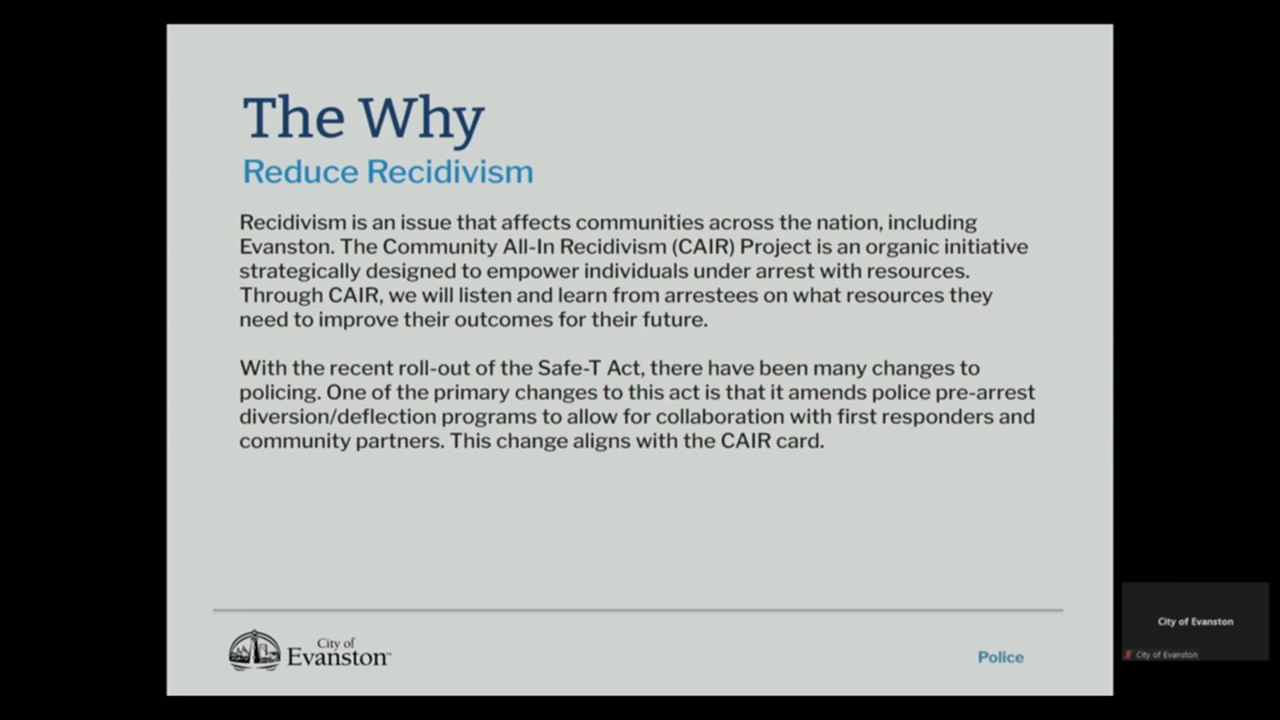 The Why
Reduce Recidivism
Recidivism is an issue that affects communities across the nation, including
Evanston. The Community All-In Recidivism (CAIR) Project is an organic initiative
strategically designed to empower individuals under arrest with resources.
Through CAIR, we will listen and learn from arrestees on what resources they
need to improve their outcomes for their future.
With the recent roll-out of the Safe-T Act, there have been many changes to
policing. One of the primary changes to this act is that it amends police pre-arrest
diversion/deflection programs to allow for collaboration with first responders and
community partners. This change aligns with the CAIR card.
City of
Evanston™
Police
City of Evanston
City of Evanston